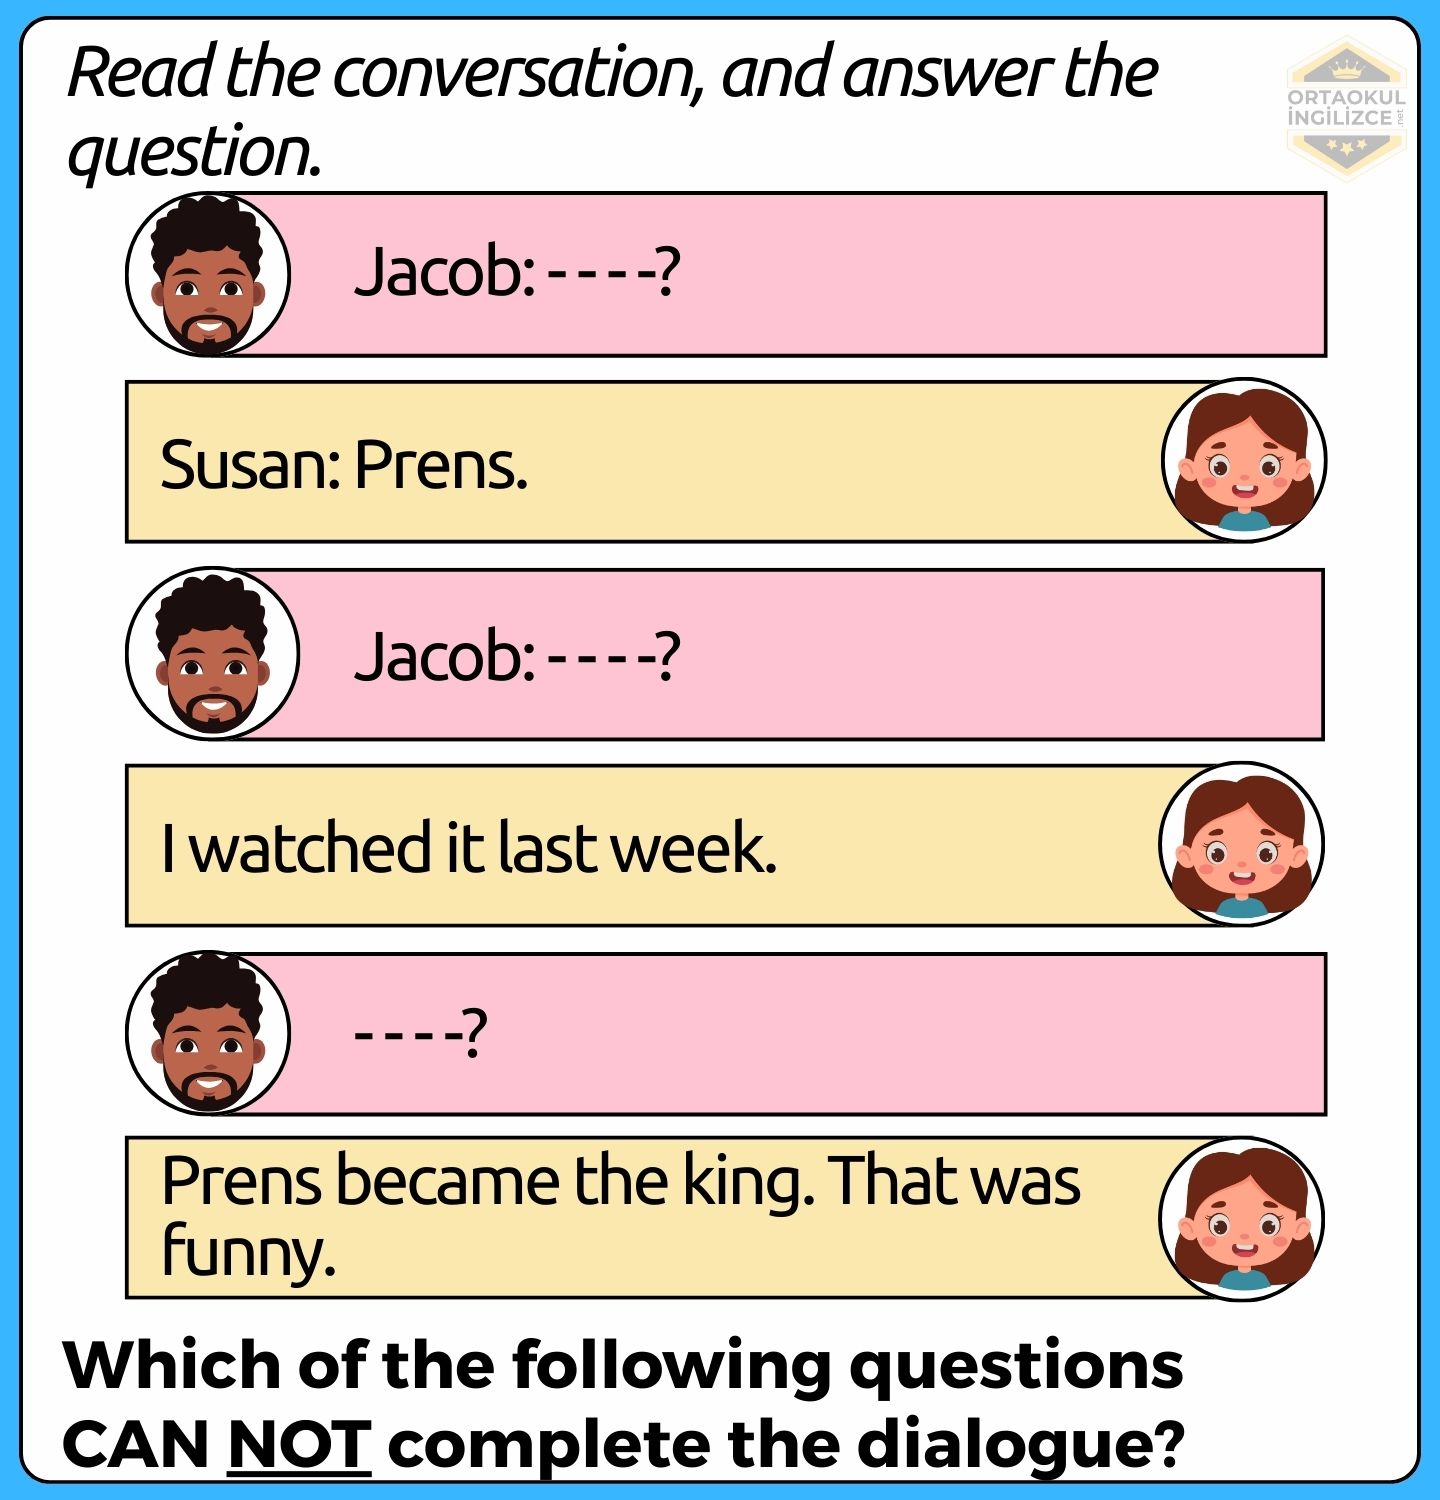 Read the conversation, and answer the
question.
ORTAOKUL
İNGİLİZCE
.net
Jacob: - - - -?
Susan: Prens.
Jacob: - - - -?
I watched it last week.
- - - -?
Prens became the king. That was
funny.
Which of the following questions
CAN NOT complete the dialogue?